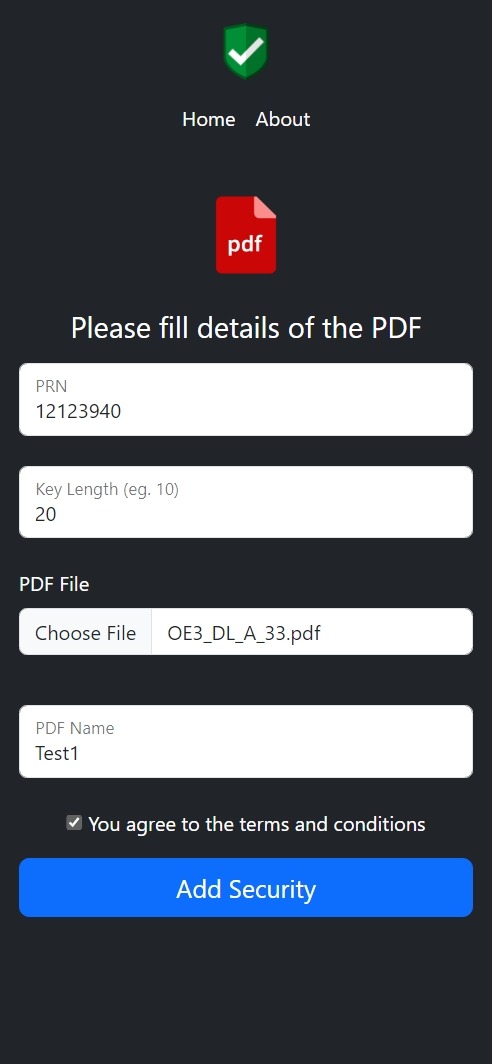 Home About
pdf
Please fill details of the PDF
PRN
12123940
Key Length (eg. 10)
20
PDF File
Choose File OE3_DL_A_33.pdf
PDF Name
Test1
You agree to the terms and conditions
Add Security